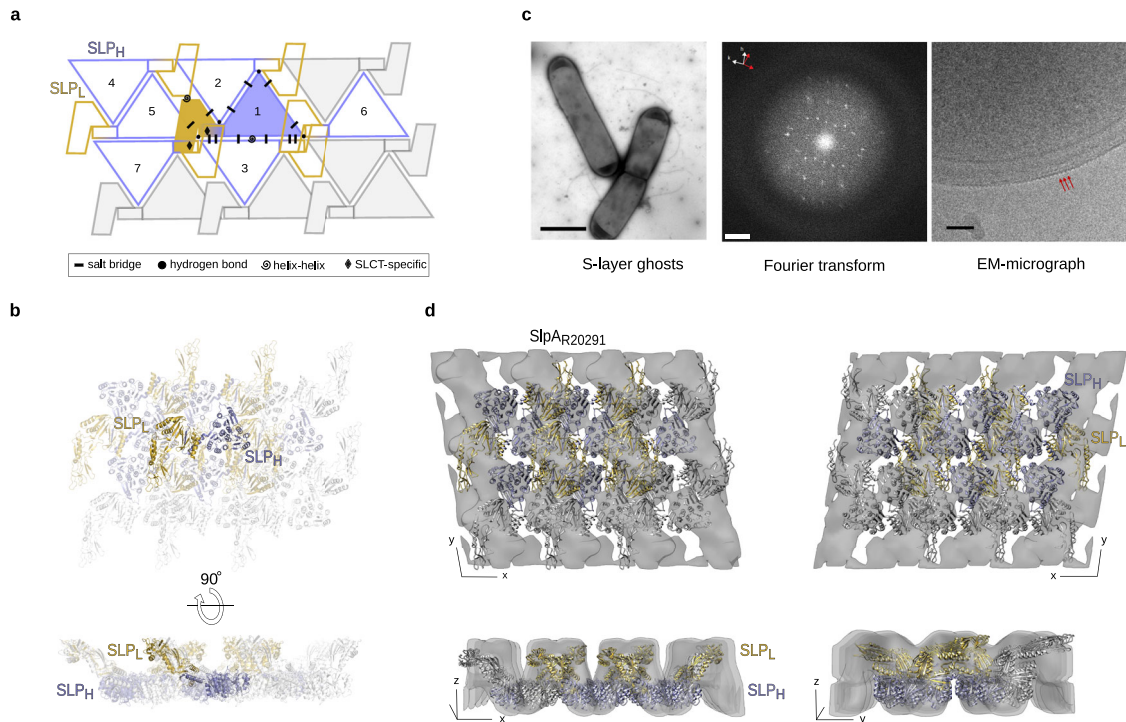 a
SLPH
SLPL
4
2
5
1
6
7
3
salt bridge
hydrogen bond
helix-helix
SLCT-specific
c
S-layer ghosts
Fourier transform
EM-micrograph
b
SLPL
SLPH
90°
SLPL
SLPH
d
SlpAR20291
SLPH
SLPL
y
x
y
x
SLPL
SLPH
z
x
z
y